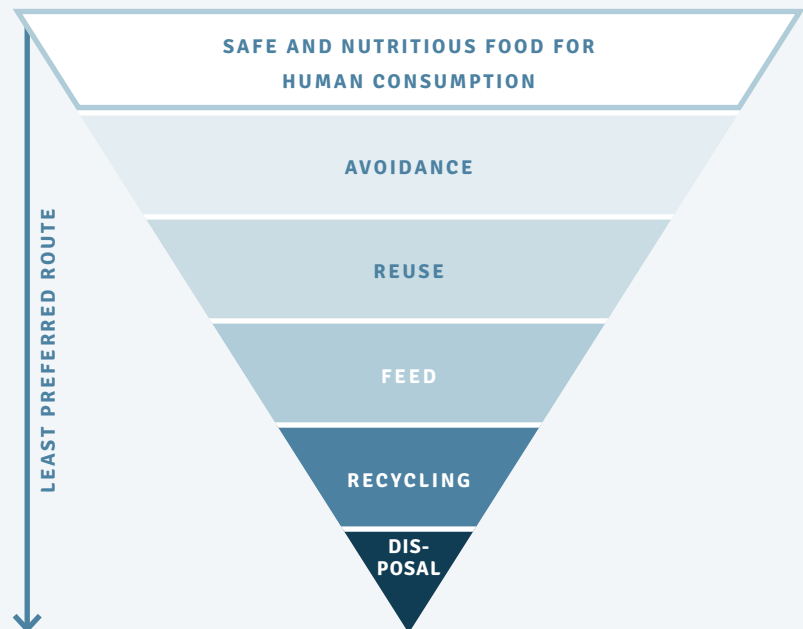 SAFE AND NUTRITIOUS FOOD FOR
HUMAN CONSUMPTION
AVOIDANCE
REUSE
FEED
RECYCLING
DIS-
POSAL
LEAST PREFERRED ROUTE